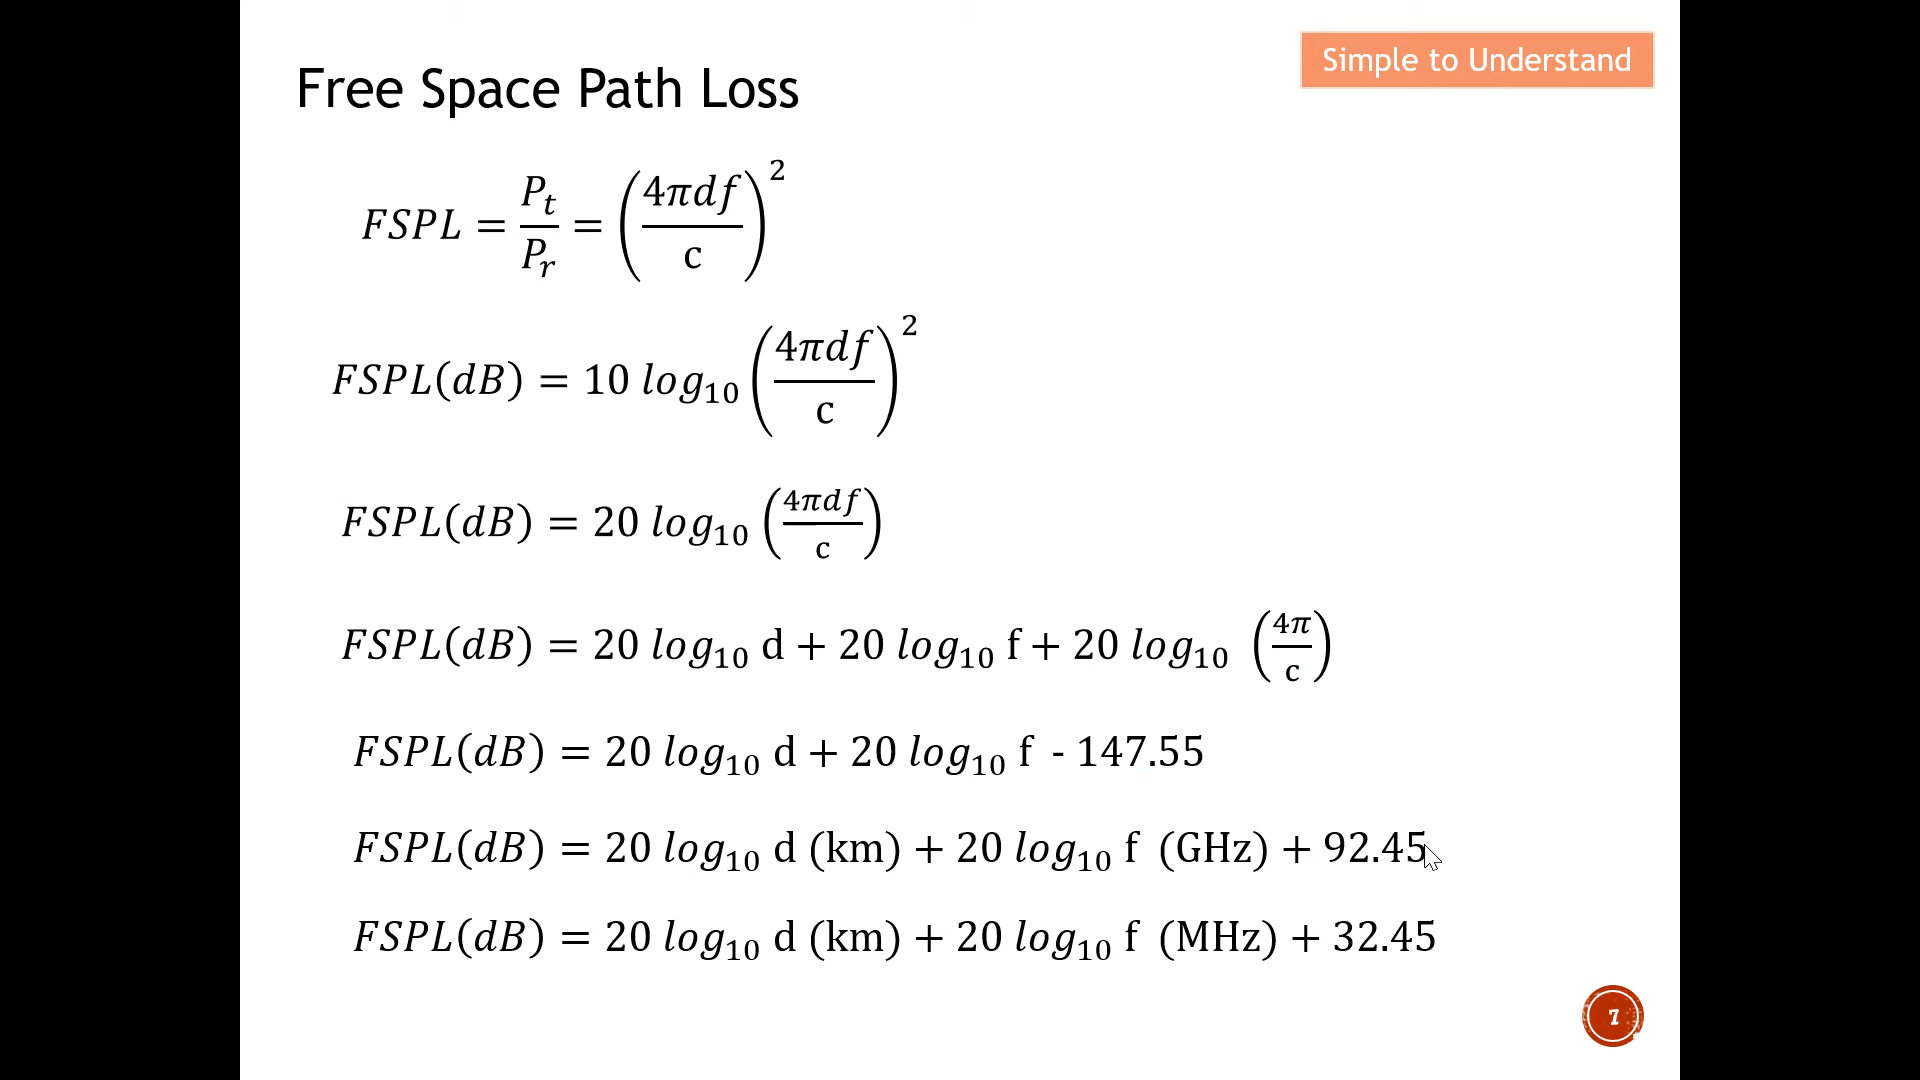 Simple to Understand
Free Space Path Loss
FSPL = P_t/P_r = (4πdf/c)²
FSPL(dB) = 10 log₁₀ (4πdf/c)²
FSPL(dB) = 20 log₁₀ (4πdf/c)
FSPL(dB) = 20 log₁₀ d + 20 log₁₀ f + 20 log₁₀ (4π/c)
FSPL(dB) = 20 log₁₀ d + 20 log₁₀ f - 147.55
FSPL(dB) = 20 log₁₀ d (km) + 20 log₁₀ f (GHz) + 92.45
FSPL(dB) = 20 log₁₀ d (km) + 20 log₁₀ f (MHz) + 32.45
7